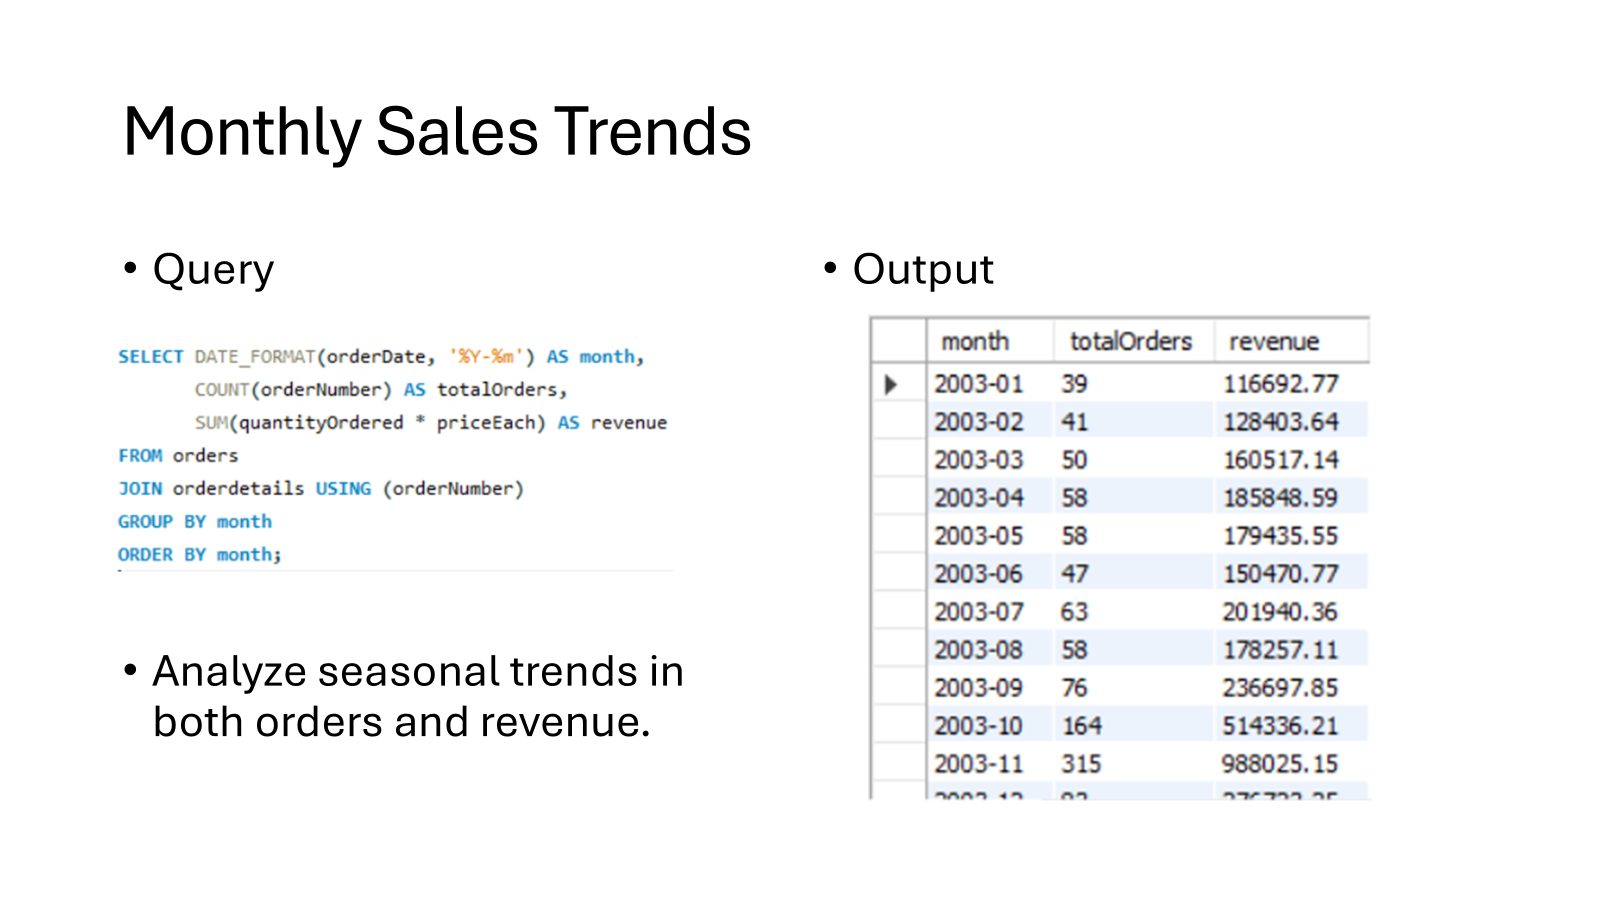 Monthly Sales Trends
• Query
SELECT DATE_FORMAT(orderDate, '%Y-%m') AS month,
COUNT(orderNumber) AS totalOrders,
SUM(quantityOrdered * priceEach) AS revenue
FROM orders
JOIN orderdetails USING (orderNumber)
GROUP BY month
ORDER BY month;
• Analyze seasonal trends in
both orders and revenue.
• Output
month totalOrders revenue
2003-01 39 116692.77
2003-02 41 128403.64
2003-03 50 160517.14
2003-04 58 185848.59
2003-05 58 179435.55
2003-06 47 150470.77
2003-07 63 201940.36
2003-08 58 178257.11
2003-09 76 236697.85
2003-10 164 514336.21
2003-11 315 988025.15